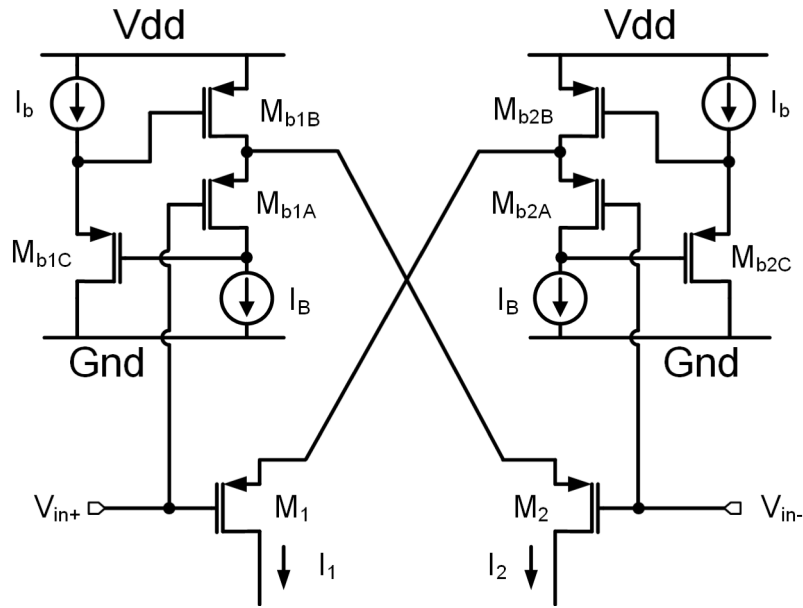 Vdd
Vdd
I_b
M_b1B
M_b2B
I_b
M_b1A
M_b2A
M_b1C
M_b2C
I_B
I_B
Gnd
Gnd
V_in+
M_1
M_2
V_in-
I_1
I_2